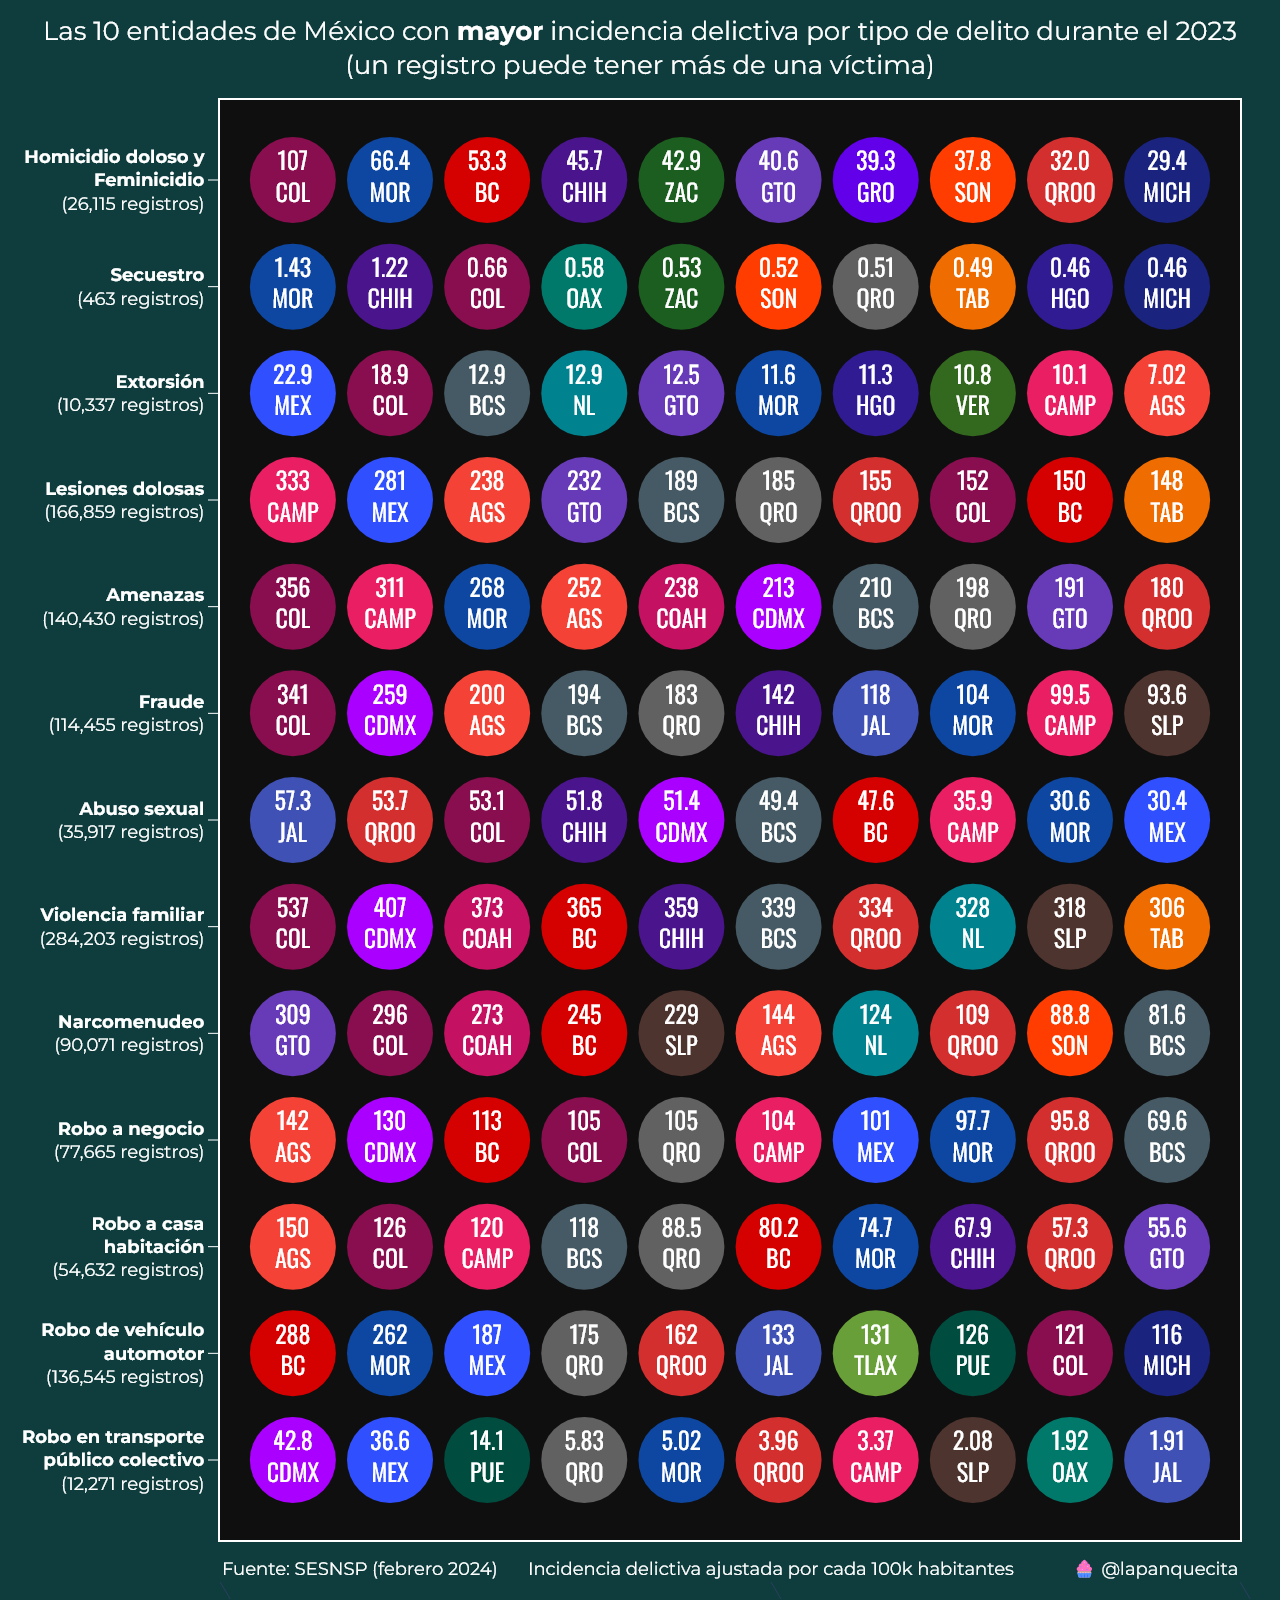 Las 10 entidades de México con mayor incidencia delictiva por tipo de delito durante el 2023
(un registro puede tener más de una víctima)
Homicidio doloso y
Feminicidio
(26,115 registros)
107 66.4 53.3 45.7 42.9 40.6 39.3 37.8 32.0 29.4
COL MOR BC CHIH ZAC GTO GRO SON QROO MICH
Secuestro
(463 registros)
1.43 1.22 0.66 0.58 0.53 0.52 0.51 0.49 0.46 0.46
MOR CHIH COL OAX ZAC SON QRO TAB HGO MICH
Extorsión
(10,337 registros)
22.9 18.9 12.9 12.9 12.5 11.6 11.3 10.8 10.1 7.02
MEX COL BCS NL GTO MOR HGO VER CAMP AGS
Lesiones dolosas
(166,859 registros)
333 281 238 232 189 185 155 152 150 148
CAMP MEX AGS GTO BCS QRO QROO COL BC TAB
Amenazas
(140,430 registros)
356 311 268 252 238 213 210 198 191 180
COL CAMP MOR AGS COAH CDMX BCS QRO GTO QROO
Fraude
(114,455 registros)
341 259 200 194 183 142 118 104 99.5 93.6
COL CDMX AGS BCS QRO CHIH JAL MOR CAMP SLP
Abuso sexual
(35,917 registros)
57.3 53.7 53.1 51.8 51.4 49.4 47.6 35.9 30.6 30.4
JAL QROO COL CHIH CDMX BCS BC CAMP MOR MEX
Violencia familiar
(284,203 registros)
537 407 373 365 359 339 334 328 318 306
COL CDMX COAH BC CHIH BCS QROO NL SLP TAB
Narcomenudeo
(90,071 registros)
309 296 273 245 229 144 124 109 88.8 81.6
GTO COL COAH BC SLP AGS NL QROO SON BCS
Robo a negocio
(77,665 registros)
142 130 113 105 105 104 101 97.7 95.8 69.6
AGS CDMX BC COL QRO CAMP MEX MOR QROO BCS
Robo a casa
habitación
(54,632 registros)
150 126 120 118 88.5 80.2 74.7 67.9 57.3 55.6
AGS COL CAMP BCS QRO BC MOR CHIH QROO GTO
Robo de vehículo
automotor
(136,545 registros)
288 262 187 175 162 133 131 126 121 116
BC MOR MEX QRO QROO JAL TLAX PUE COL MICH
Robo en transporte
público colectivo
(12,271 registros)
42.8 36.6 14.1 5.83 5.02 3.96 3.37 2.08 1.92 1.91
CDMX MEX PUE QRO MOR QROO CAMP SLP OAX JAL
Fuente: SESNSP (febrero 2024) Incidencia delictiva ajustada por cada 100k habitantes @lapanquecita